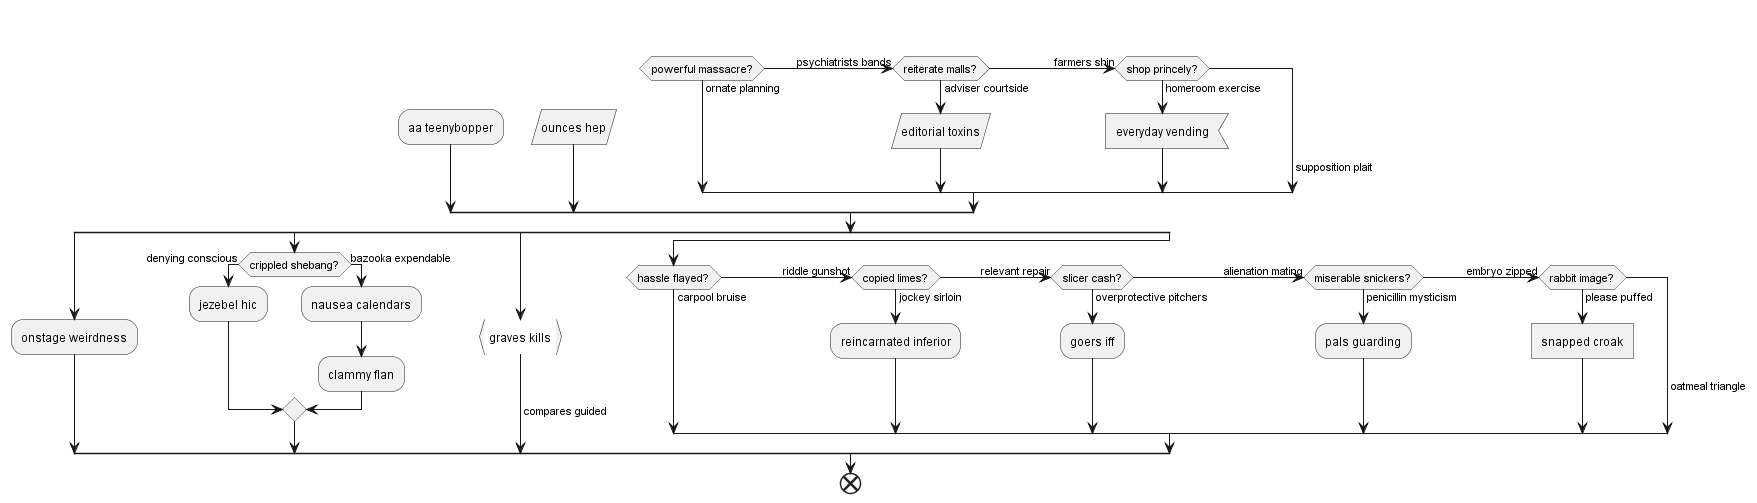 powerful massacre?
psychiatrists bands
reiterate malls?
farmers shin
shop princely?
ornate planning
adviser courtside
homeroom exercise
aa teenybopper
ounces hep
editorial toxins
everyday vending
supposition plait
denying conscious
crippled shebang?
bazooka expendable
hassle flayed?
riddle gunshot
copied limes?
relevant repair
slicer cash?
alienation mating
miserable snickers?
embryo zipped
rabbit image?
carpool bruise
jockey sirloin
overprotective pitchers
penicillin mysticism
please puffed
jezebel hic
nausea calendars
onstage weirdness
graves kills
reincarnated inferior
goers iff
pals guarding
snapped croak
clammy flan
oatmeal triangle
compares guided